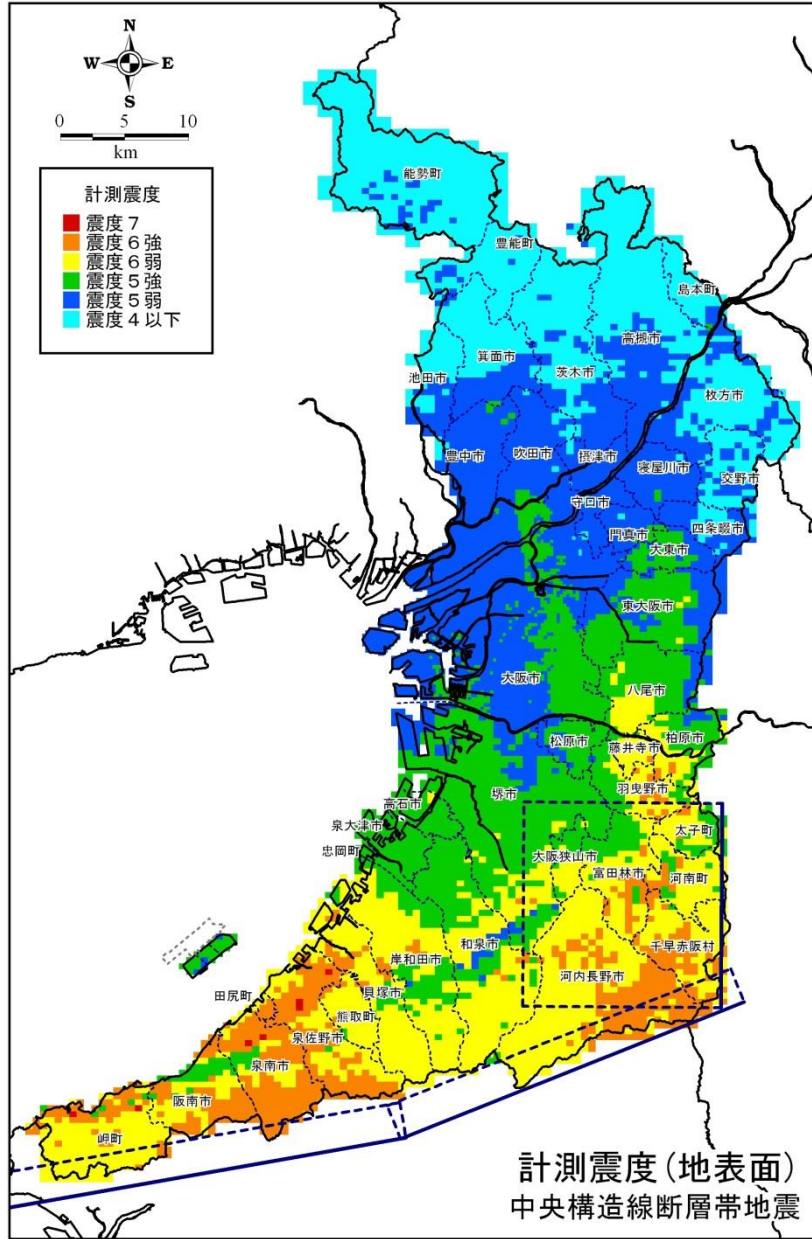 N
W E
S
0 5 10
km
計測震度
震度7
震度6強
震度6弱
震度5強
震度5弱
震度4以下
能勢町
豊能町
島本町
高槻市
箕面市
茨木市
池田市
枚方市
豊中市
吹田市
摂津市
寝屋川市
交野市
守口市
門真市
四条畷市
大東市
東大阪市
大阪市
八尾市
松原市
藤井寺市
柏原市
羽曳野市
堺市
高石市
泉大津市
太子町
忠岡町
大阪狭山市
富田林市
河南町
和泉市
岸和田市
千早赤阪村
河内長野市
貝塚市
田尻町
熊取町
泉佐野市
泉南市
阪南市
岬町
計測震度(地表面)
中央構造線断層帯地震